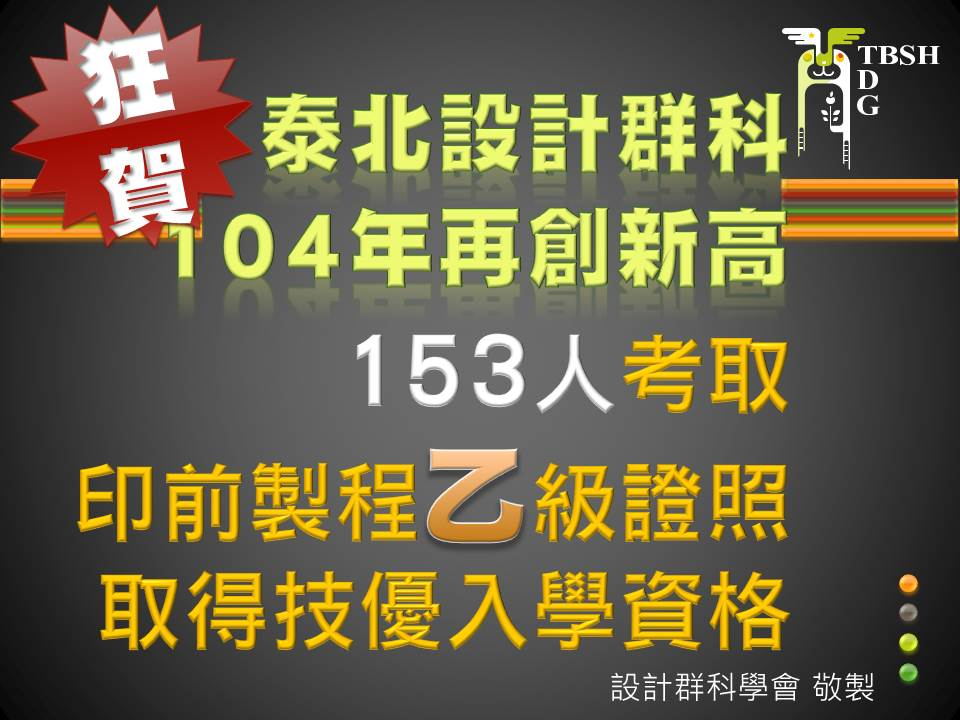 狂賀
TBSH
D
G
泰北設計群科
104年再創新高
153人考取
印前製程乙級證照
取得技優入學資格
設計群科學會 敬製